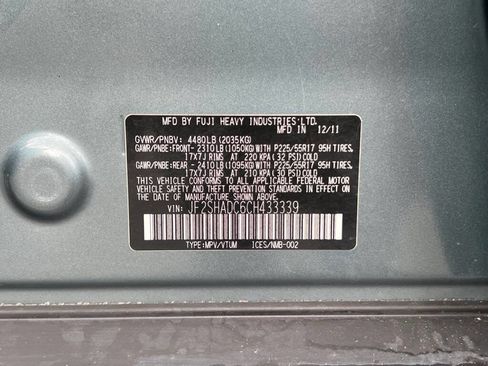 MFD BY FUJI HEAVY INDUSTRIES.LTD.
MFD IN 12/11
GVWR/PNBV: 4480LB (2035KG)
GAWR/PNBE:FRONT- 2310LB(1050KG)WITH P225/55R17 95H TIRES,
17X7J RIMS AT 220 KPA (32 PSI)COLD
GAWR/PNBE:REAR - 2410LB(1095KG)WITH P225/55R17 95H TIRES,
17X7J RIMS AT 210 KPA (30 PSI)COLD
THIS VEHICLE CONFORMS TO ALL APPLICABLE
FEDERAL MOTOR VEHICLE SAFETY AND
THEFT PREVENTION STANDARDS IN EFFECT ON
THE DATE OF MANUFACTURE
SHOWN ABOVE.
VIN: JF2SHADC6CH433339
TYPE:MPV/VTUM ICES/NMB-002